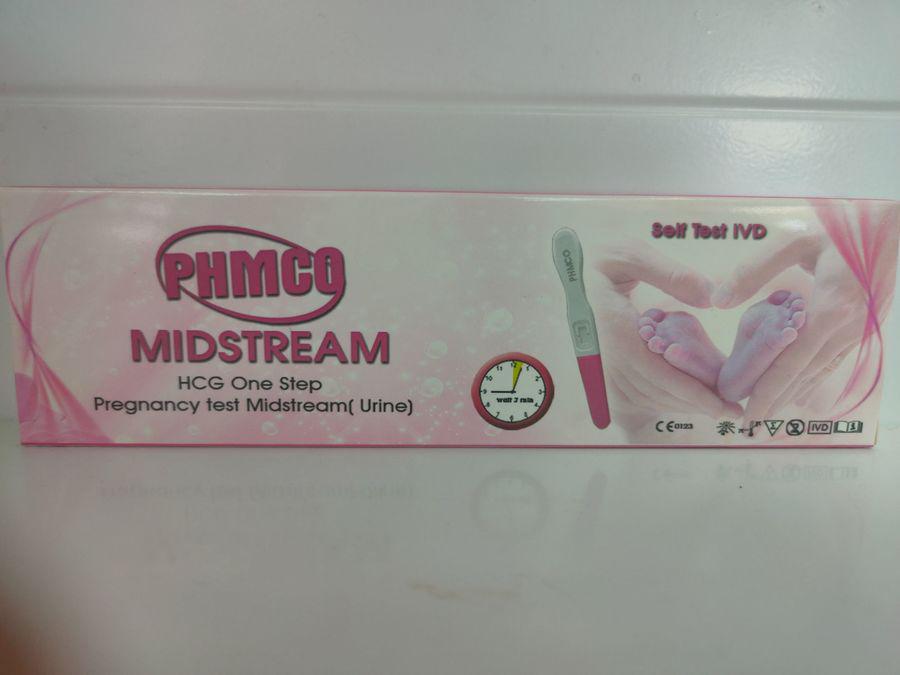 PHMCO
MIDSTREAM
HCG One Step
Pregnancy test Midstream( Urine)
wait 3 min
PHMCO
Self Test IVD
CE0123
IVD